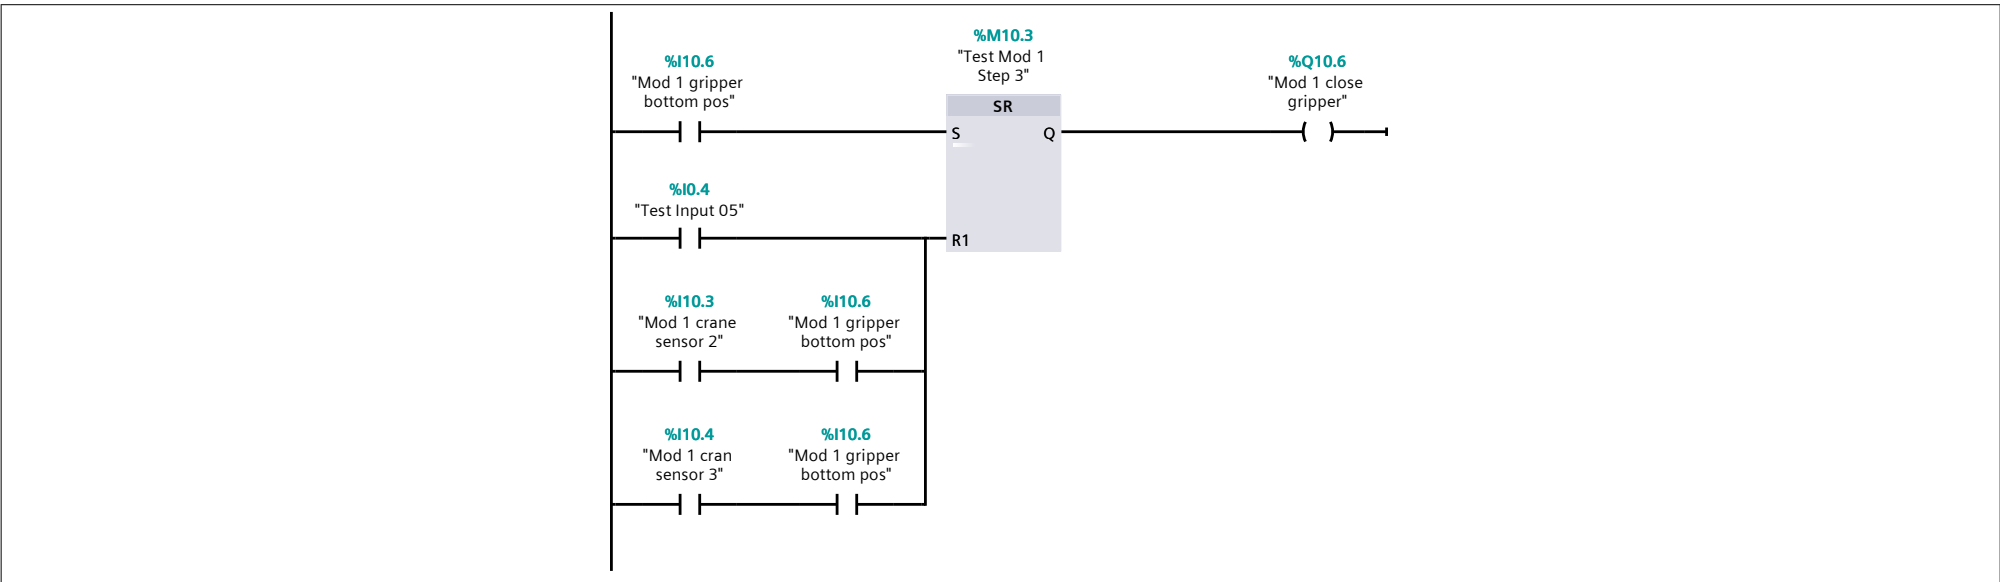 %M10.3
"Test Mod 1
Step 3"
%I10.6
"Mod 1 gripper
bottom pos"
%Q10.6
"Mod 1 close
gripper"
SR
S
Q
%I0.4
"Test Input 05"
R1
%I10.3
"Mod 1 crane
sensor 2"
%I10.6
"Mod 1 gripper
bottom pos"
%I10.4
"Mod 1 cran
sensor 3"
%I10.6
"Mod 1 gripper
bottom pos"